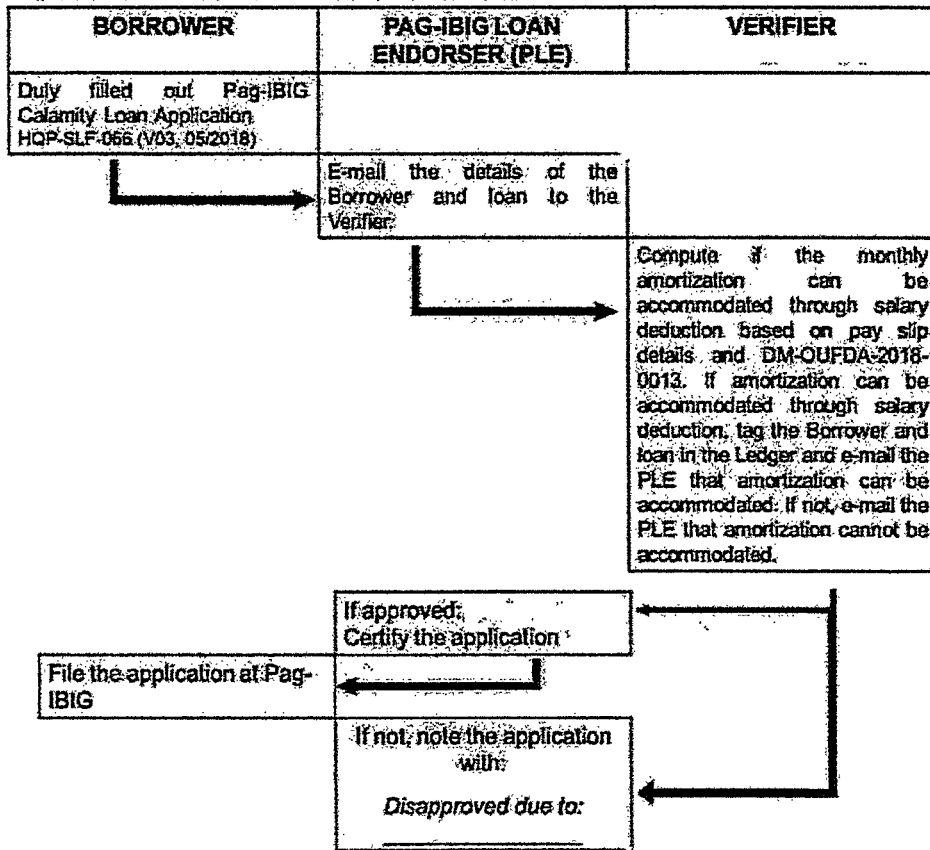 BORROWER
PAG-IBIG LOAN
ENDORSER (PLE)
VERIFIER
Duly filled out Pag-IBIG
Calamity Loan Application
HQP-SLF-066 (V03, 05/2018)
E-mail the details of the
Borrower and loan to the
Verifier.
Compute if the monthly
amortization can be
accommodated through salary
deduction based on pay slip
details and DM-OUFDA-2018-
0013. If amortization can be
accommodated through salary
deduction, tag the Borrower and
loan in the Ledger and e-mail the
PLE that amortization can be
accommodated. If not, e-mail the
PLE that amortization cannot be
accommodated.
If approved:
Certify the application
File the application at Pag-
IBIG
If not, note the application
with:
Disapproved due to: